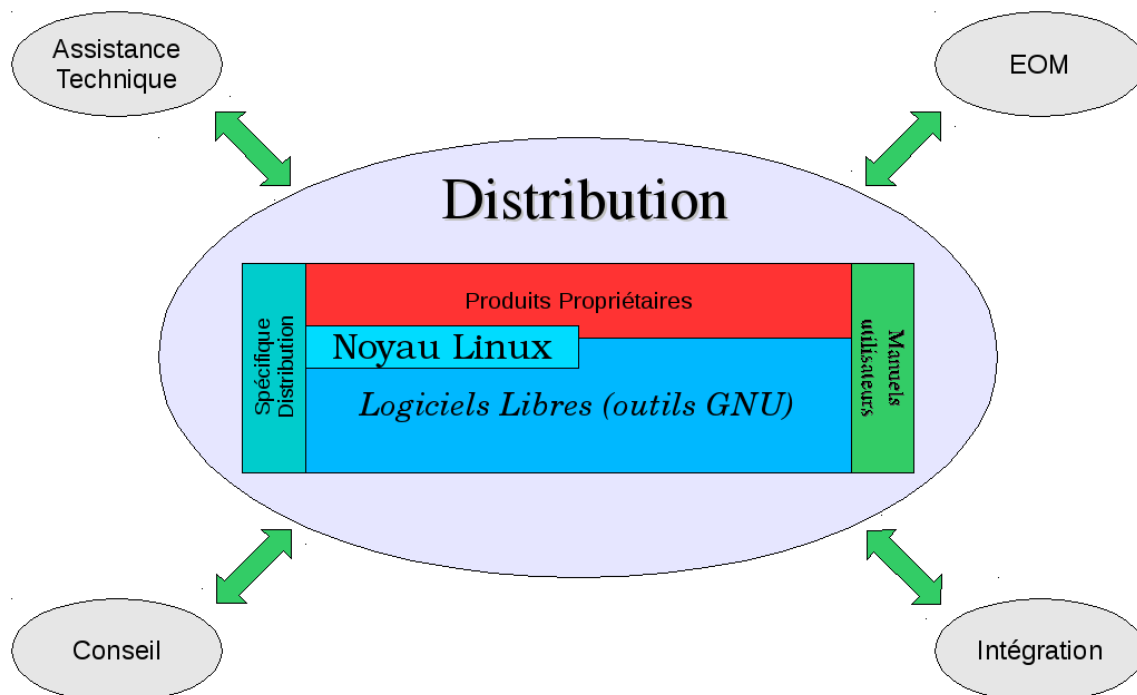 Assistance
Technique
EOM
Distribution
Spécifique
Distribution
Produits Propriétaires
Noyau Linux
Logiciels Libres (outils GNU)
Manuels
utilisateurs
Conseil
Intégration